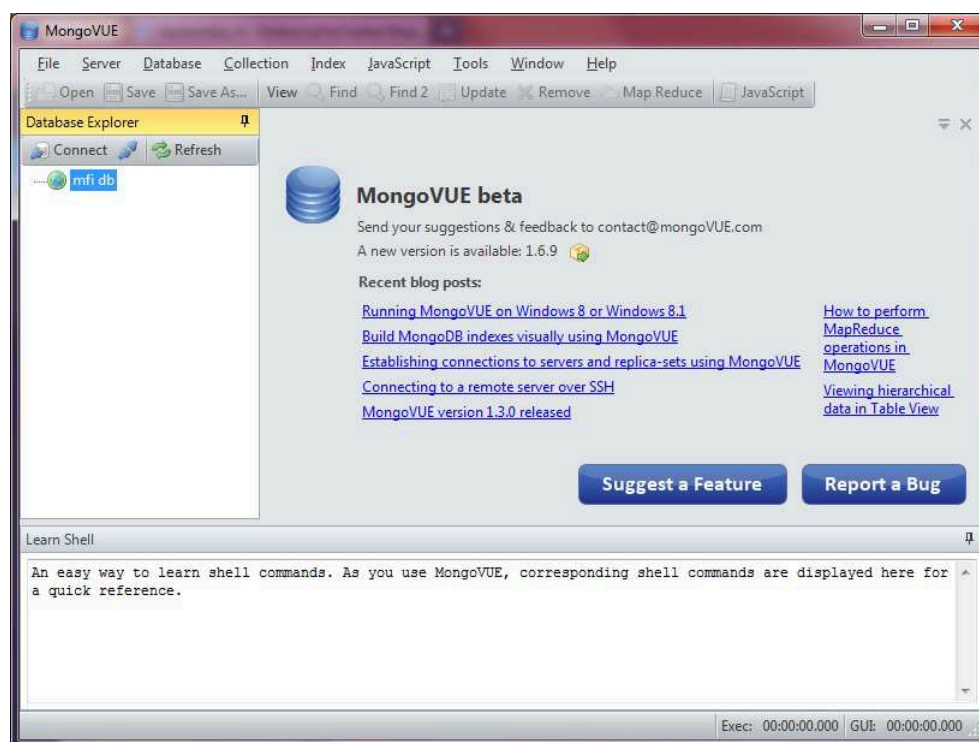 MongoVUE
File Server Database Collection Index JavaScript Tools Window Help
Open Save Save As... View Find Find 2 Update Remove Map Reduce JavaScript
Database Explorer
Connect Refresh
mfi db
MongoVUE beta
Send your suggestions & feedback to contact@mongoVUE.com
A new version is available: 1.6.9
Recent blog posts:
Running MongoVUE on Windows 8 or Windows 8.1
Build MongoDB indexes visually using MongoVUE
Establishing connections to servers and replica-sets using MongoVUE
Connecting to a remote server over SSH
MongoVUE version 1.3.0 released
How to perform
MapReduce
operations in
MongoVUE
Viewing hierarchical
data in Table View
Suggest a Feature
Report a Bug
Learn Shell
An easy way to learn shell commands. As you use MongoVUE, corresponding shell commands are displayed here for
a quick reference.
Exec: 00:00:00.000 GUI: 00:00:00.000